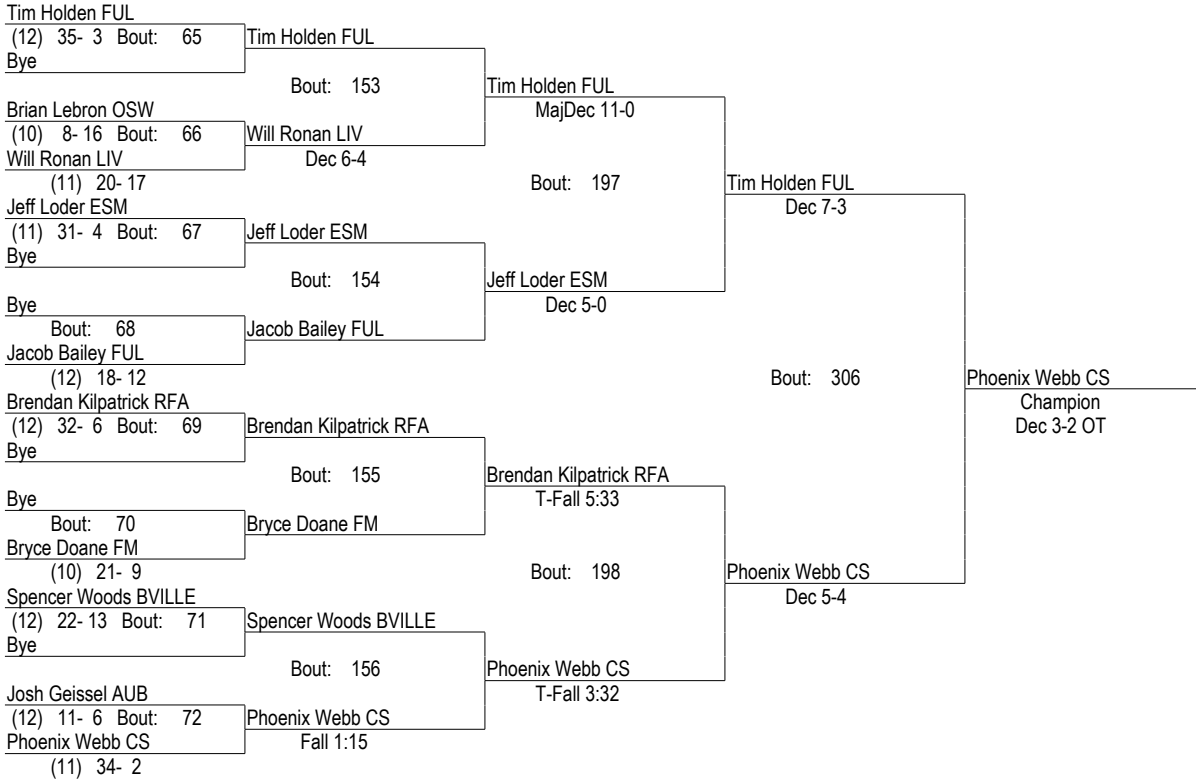 Tim Holden FUL
(12) 35- 3 Bout: 65 Tim Holden FUL
Bye
Bout: 153 Tim Holden FUL
Brian Lebron OSW MajDec 11-0
(10) 8- 16 Bout: 66 Will Ronan LIV
Will Ronan LIV Dec 6-4
(11) 20- 17 Bout: 197 Tim Holden FUL
Jeff Loder ESM Dec 7-3
(11) 31- 4 Bout: 67 Jeff Loder ESM
Bye
Bout: 154 Jeff Loder ESM
Bye Dec 5-0
Bout: 68 Jacob Bailey FUL
Jacob Bailey FUL
(12) 18- 12 Bout: 306 Phoenix Webb CS
Brendan Kilpatrick RFA Champion
(12) 32- 6 Bout: 69 Brendan Kilpatrick RFA Dec 3-2 OT
Bye
Bout: 155 Brendan Kilpatrick RFA
Bye T-Fall 5:33
Bout: 70 Bryce Doane FM
Bryce Doane FM
(10) 21- 9 Bout: 198 Phoenix Webb CS
Spencer Woods BVILLE Dec 5-4
(12) 22- 13 Bout: 71 Spencer Woods BVILLE
Bye
Bout: 156 Phoenix Webb CS
Josh Geissel AUB T-Fall 3:32
(12) 11- 6 Bout: 72 Phoenix Webb CS
Phoenix Webb CS Fall 1:15
(11) 34- 2